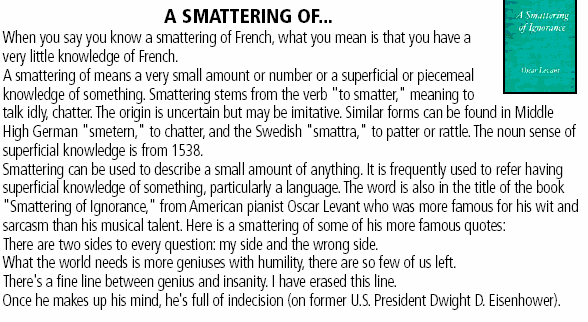 A SMATTERING OF...
When you say you know a smattering of French, what you mean is that you have a
very little knowledge of French.
A smattering of means a very small amount or number or a superficial or piecemeal
knowledge of something. Smattering stems from the verb "to smatter," meaning to
talk idly, chatter. The origin is uncertain but may be imitative. Similar forms can be found in Middle
High German "smetern," to chatter, and the Swedish "smattra," to patter or rattle. The noun sense of
superficial knowledge is from 1538.
Smattering can be used to describe a small amount of anything. It is frequently used to refer having
superficial knowledge of something, particularly a language. The word is also in the title of the book
"Smattering of Ignorance," from American pianist Oscar Levant who was more famous for his wit and
sarcasm than his musical talent. Here is a smattering of some of his more famous quotes:
There are two sides to every question: my side and the wrong side.
What the world needs is more geniuses with humility, there are so few of us left.
There's a fine line between genius and insanity. I have erased this line.
Once he makes up his mind, he's full of indecision (on former U.S. President Dwight D. Eisenhower).
A Smattering
of Ignorance
Oscar Levant